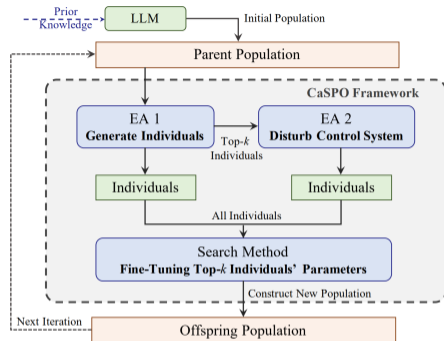 Prior
Knowledge
LLM
Initial Population
Parent Population
CaSPO Framework
EA 1
Generate Individuals
Top-k
Individuals
EA 2
Disturb Control System
Individuals
Individuals
All Individuals
Search Method
Fine-Tuning Top-k Individuals' Parameters
Construct New Population
Next Iteration
Offspring Population